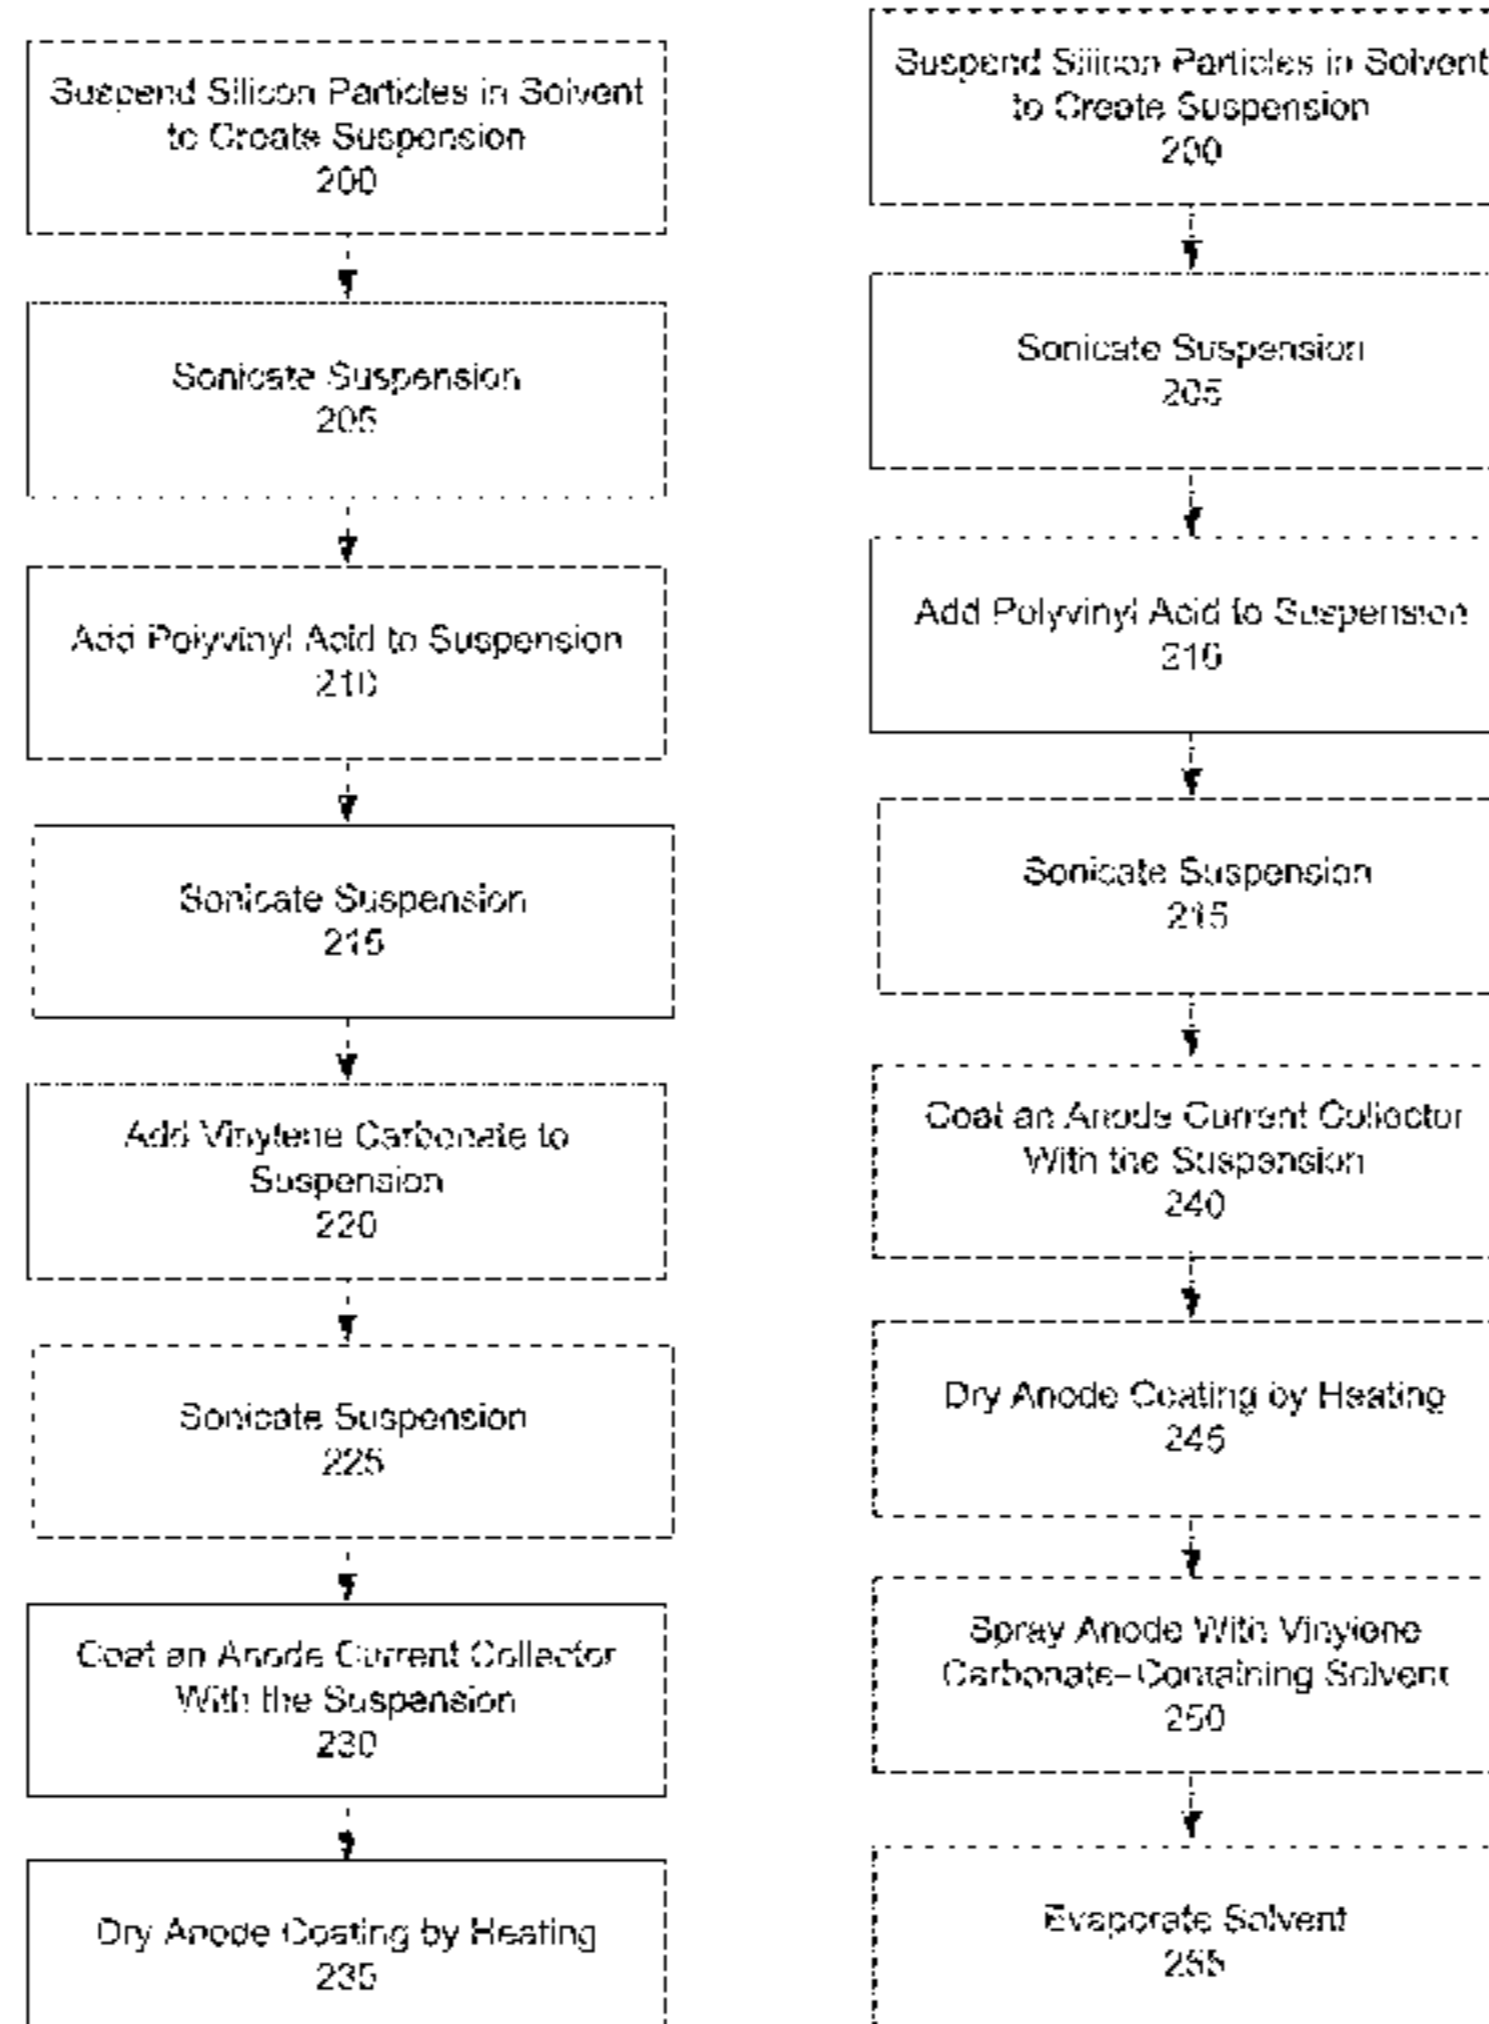 Suspend Silicon Particles in Solvent
to Create Suspension
200
Sonicate Suspension
205
Add Polyvinyl Acid to Suspension
210
Sonicate Suspension
215
Add Vinylene Carbonate to
Suspension
220
Sonicate Suspension
225
Coat an Anode Current Collector
With the Suspension
230
Dry Anode Coating by Heating
235
Suspend Silicon Particles in Solvent
to Create Suspension
200
Sonicate Suspension
205
Add Polyvinyl Acid to Suspension
210
Sonicate Suspension
215
Coat an Anode Current Collector
With the Suspension
240
Dry Anode Coating by Heating
245
Spray Anode With Vinylene
Carbonate-Containing Solvent
250
Evaporate Solvent
255